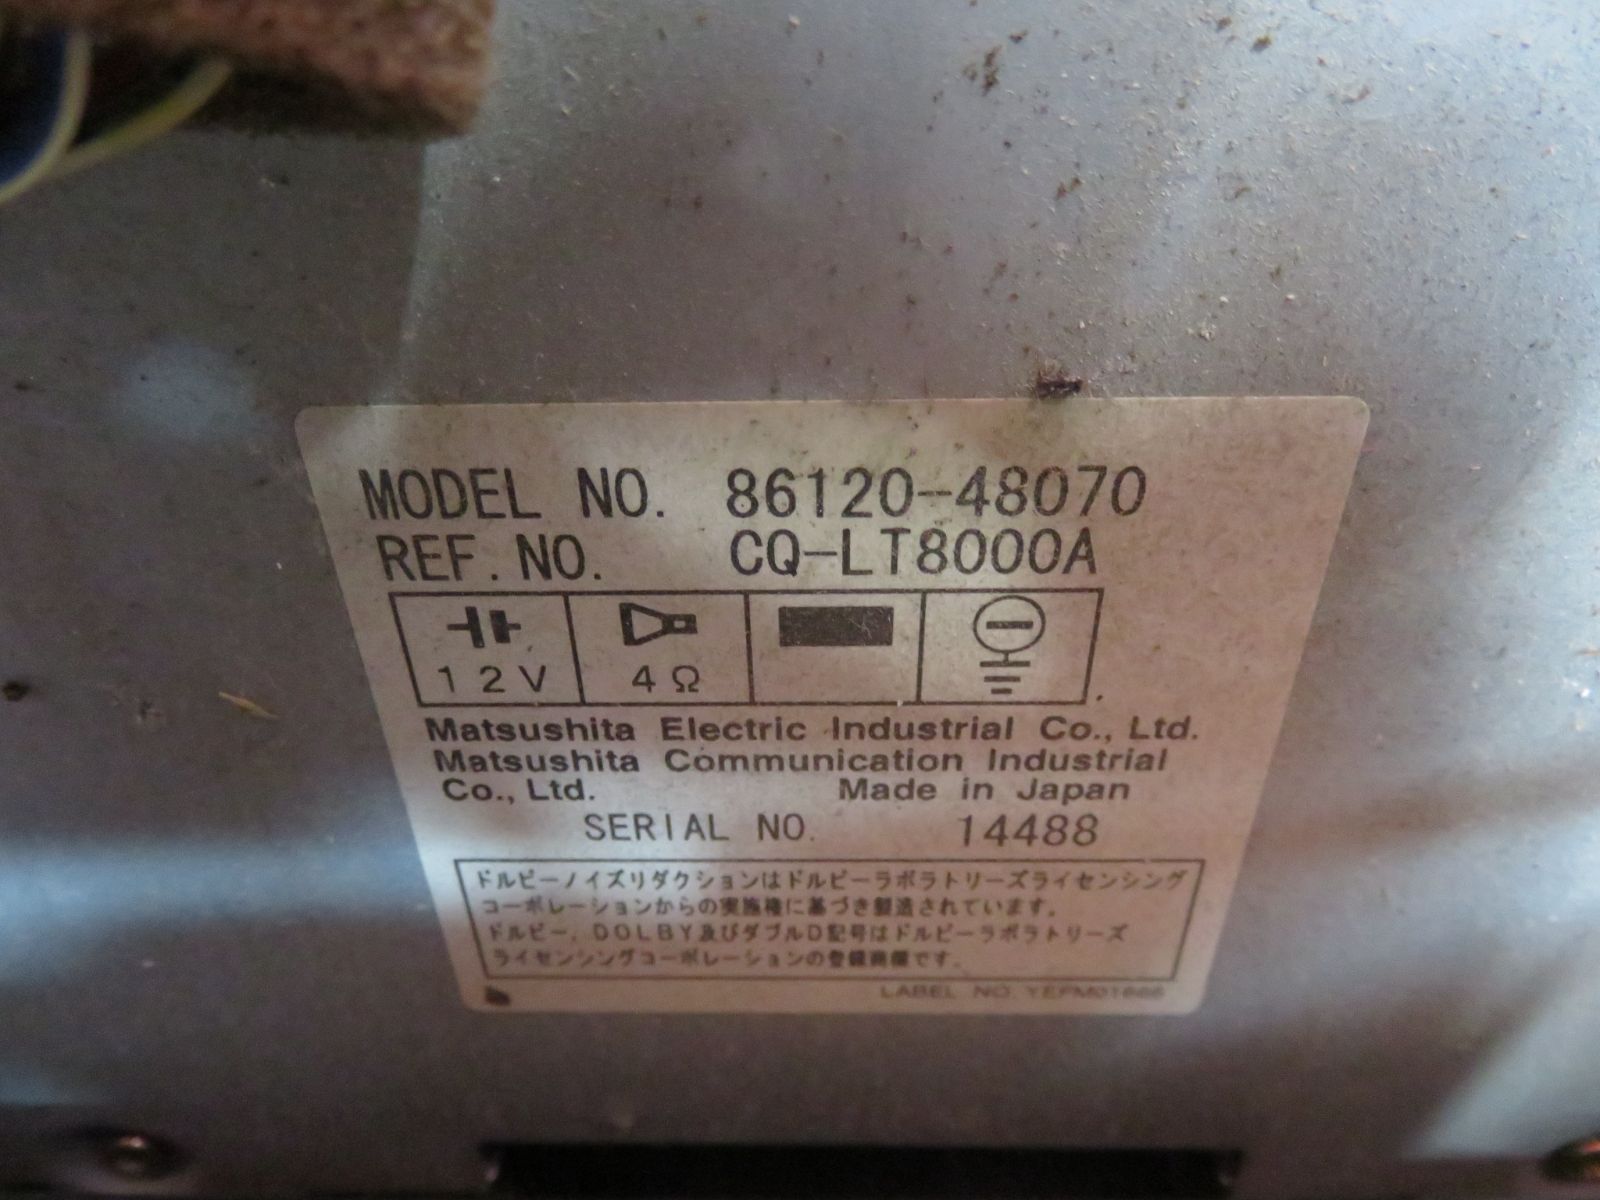 MODEL NO. 86120-48070
REF. NO. CQ-LT8000A
12V 4Ω
Matsushita Electric Industrial Co., Ltd.
Matsushita Communication Industrial
Co., Ltd. Made in Japan
SERIAL NO. 14488
ドルビーノイズリダクションはドルビーラボラトリーズライセンシング
コーポレーションからの実施権に基づき製造されています。
ドルビー、DOLBY及びダブルD記号はドルビーラボラトリーズ
ライセンシングコーポレーションの登録商標です。
LABEL NO.